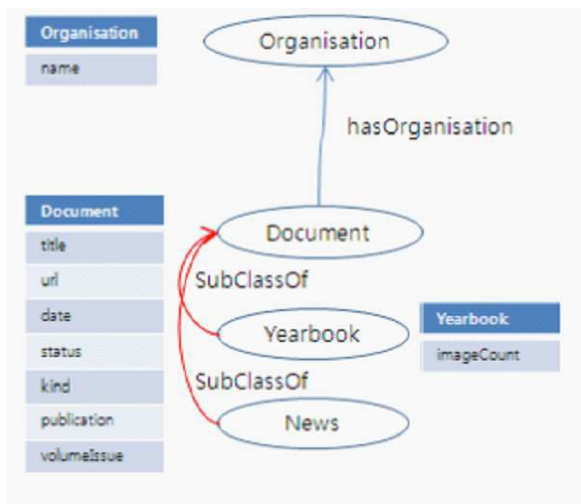 Organisation
name
Organisation
hasOrganisation
Document
title
url
date
status
kind
publication
volumeIssue
Document
SubClassOf
Yearbook
SubClassOf
News
Yearbook
imageCount